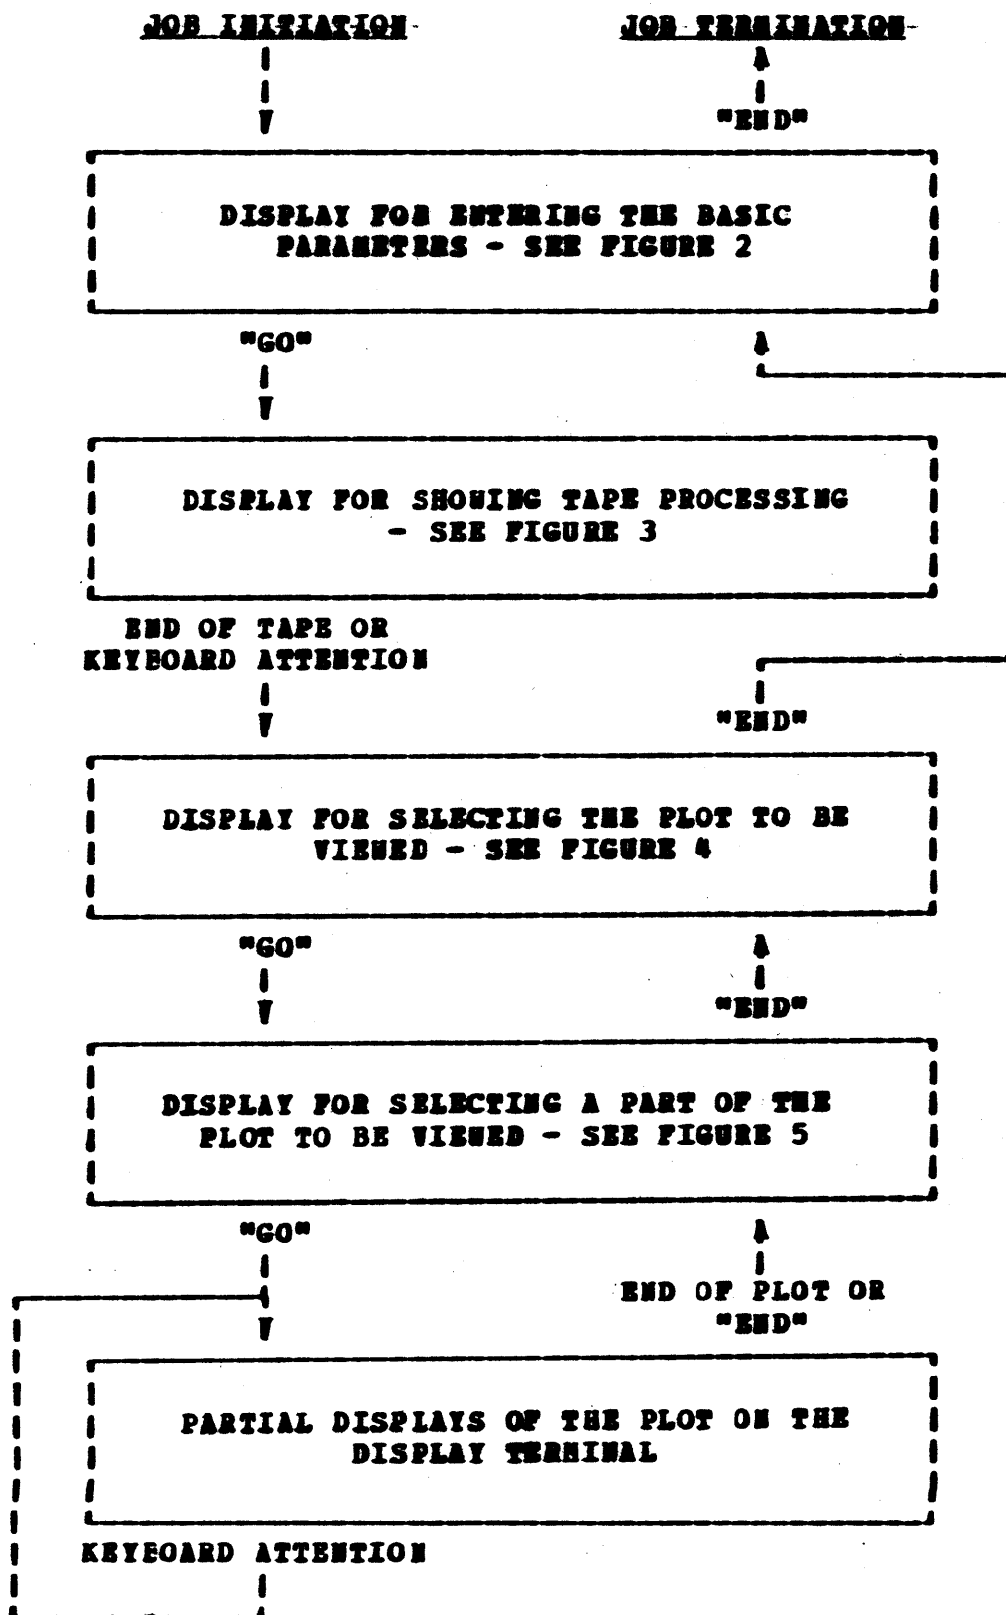 JOB INITIATION
JOB TERMINATION
"END"
DISPLAY FOR ENTERING THE BASIC
PARAMETERS - SEE FIGURE 2
"GO"
DISPLAY FOR SHOWING TAPE PROCESSING
- SEE FIGURE 3
END OF TAPE OR
KEYBOARD ATTENTION
"END"
DISPLAY FOR SELECTING THE PLOT TO BE
VIEWED - SEE FIGURE 4
"GO"
"END"
DISPLAY FOR SELECTING A PART OF THE
PLOT TO BE VIEWED - SEE FIGURE 5
"GO"
END OF PLOT OR
"END"
PARTIAL DISPLAYS OF THE PLOT ON THE
DISPLAY TERMINAL
KEYBOARD ATTENTION